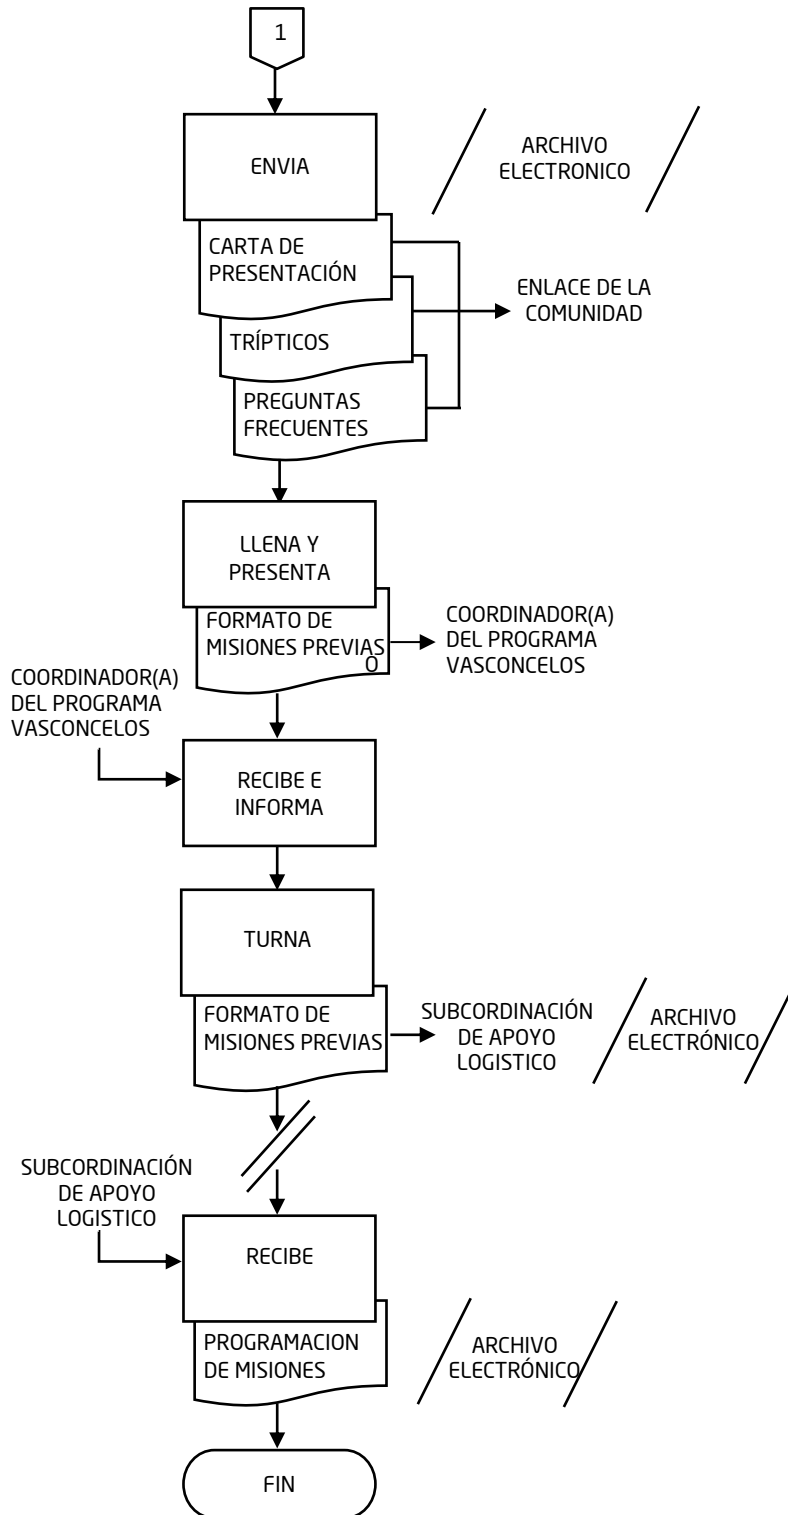 1
ENVIA
ARCHIVO
ELECTRONICO
CARTA DE
PRESENTACIÓN
TRÍPTICOS
PREGUNTAS
FRECUENTES
ENLACE DE LA
COMUNIDAD
LLENA Y
PRESENTA
FORMATO DE
MISIONES PREVIAS
O
COORDINADOR(A)
DEL PROGRAMA
VASCONCELOS
COORDINADOR(A)
DEL PROGRAMA
VASCONCELOS
RECIBE E
INFORMA
TURNA
FORMATO DE
MISIONES PREVIAS
SUBCORDINACIÓN
DE APOYO
LOGISTICO
ARCHIVO
ELECTRÓNICO
SUBCORDINACIÓN
DE APOYO
LOGISTICO
RECIBE
PROGRAMACION
DE MISIONES
ARCHIVO
ELECTRÓNICO
FIN